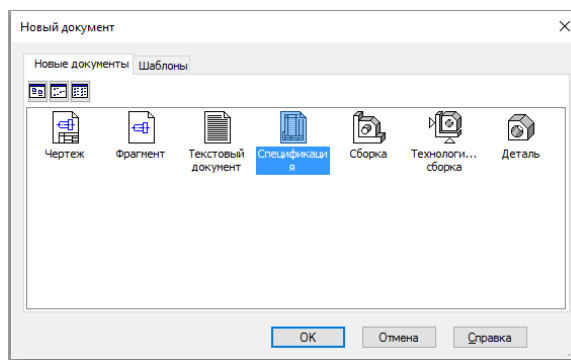 Новый документ
Новые документы Шаблоны
Чертеж Фрагмент Текстовый Спецификаци Сборка Технологи... Деталь
документ я сборка
OK Отмена Справка